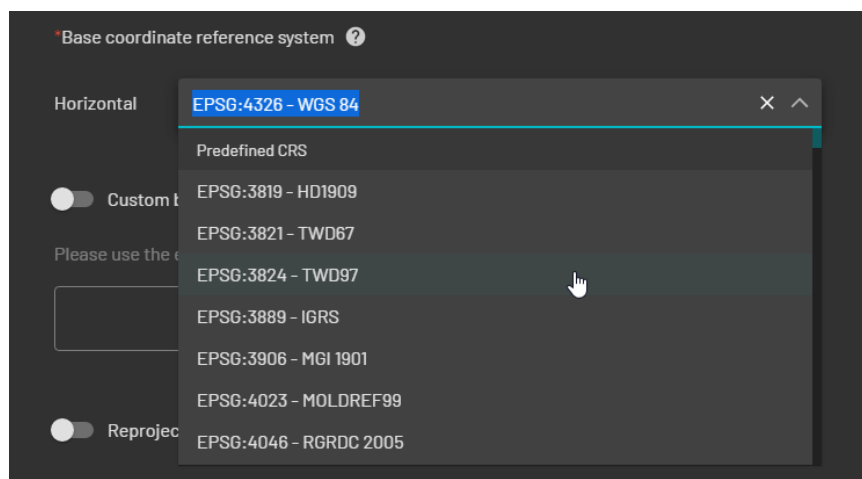 *Base coordinate reference system ?
Horizontal EPSG:4326 - WGS 84
Predefined CRS
EPSG:3819 - HD1909
Custom b
EPSG:3821 - TWD67
Please use the e
EPSG:3824 - TWD97
EPSG:3889 - IGRS
EPSG:3906 - MGI 1901
EPSG:4023 - MOLDREF99
Reprojec
EPSG:4046 - RGRDC 2005